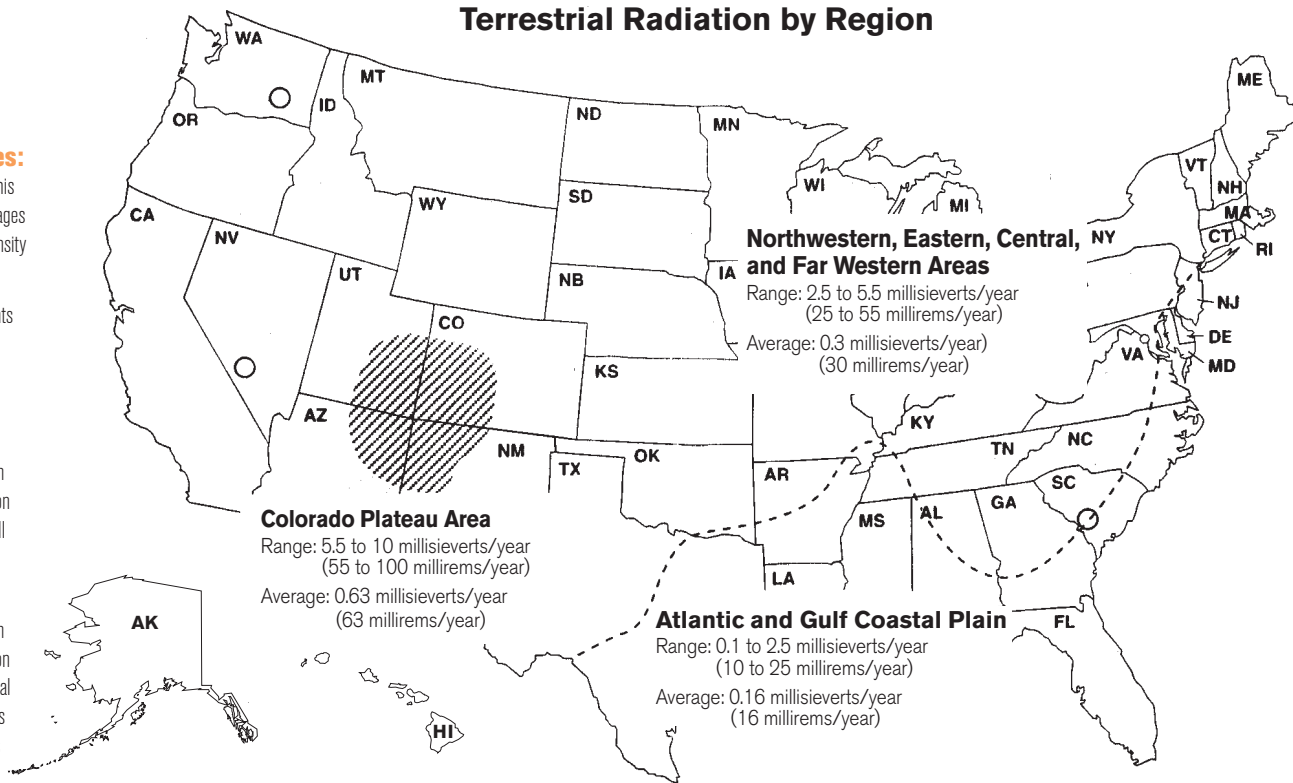 Terrestrial Radiation by Region
es:
his
ages
nsity
nts
n
on
ll
n
on
al
s
WA
MT
ME
OR
ID
ND
MN
VT
NH
WI
MI
MA
CA
NV
WY
SD
NY
CT
RI
UT
NB
IA
NJ
CO
DE
VA
MD
KS
AZ
NM
TX
OK
KY
TN
NC
AR
SC
MS
AL
GA
LA
FL
AK
HI
Northwestern, Eastern, Central,
and Far Western Areas
Range: 2.5 to 5.5 millisieverts/year
(25 to 55 millirems/year)
Average: 0.3 millisieverts/year)
(30 millirems/year)
Colorado Plateau Area
Range: 5.5 to 10 millisieverts/year
(55 to 100 millirems/year)
Average: 0.63 millisieverts/year
(63 millirems/year)
Atlantic and Gulf Coastal Plain
Range: 0.1 to 2.5 millisieverts/year
(10 to 25 millirems/year)
Average: 0.16 millisieverts/year
(16 millirems/year)